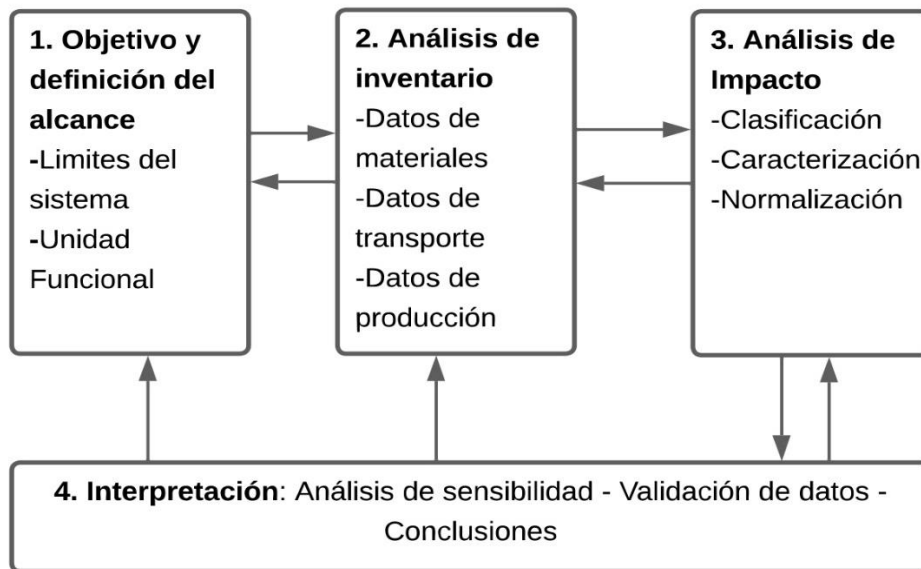 1. Objetivo y
definición del
alcance
-Limites del
sistema
-Unidad
Funcional
2. Análisis de
inventario
-Datos de
materiales
-Datos de
transporte
-Datos de
producción
3. Análisis de
Impacto
-Clasificación
-Caracterización
-Normalización
4. Interpretación: Análisis de sensibilidad - Validación de datos -
Conclusiones